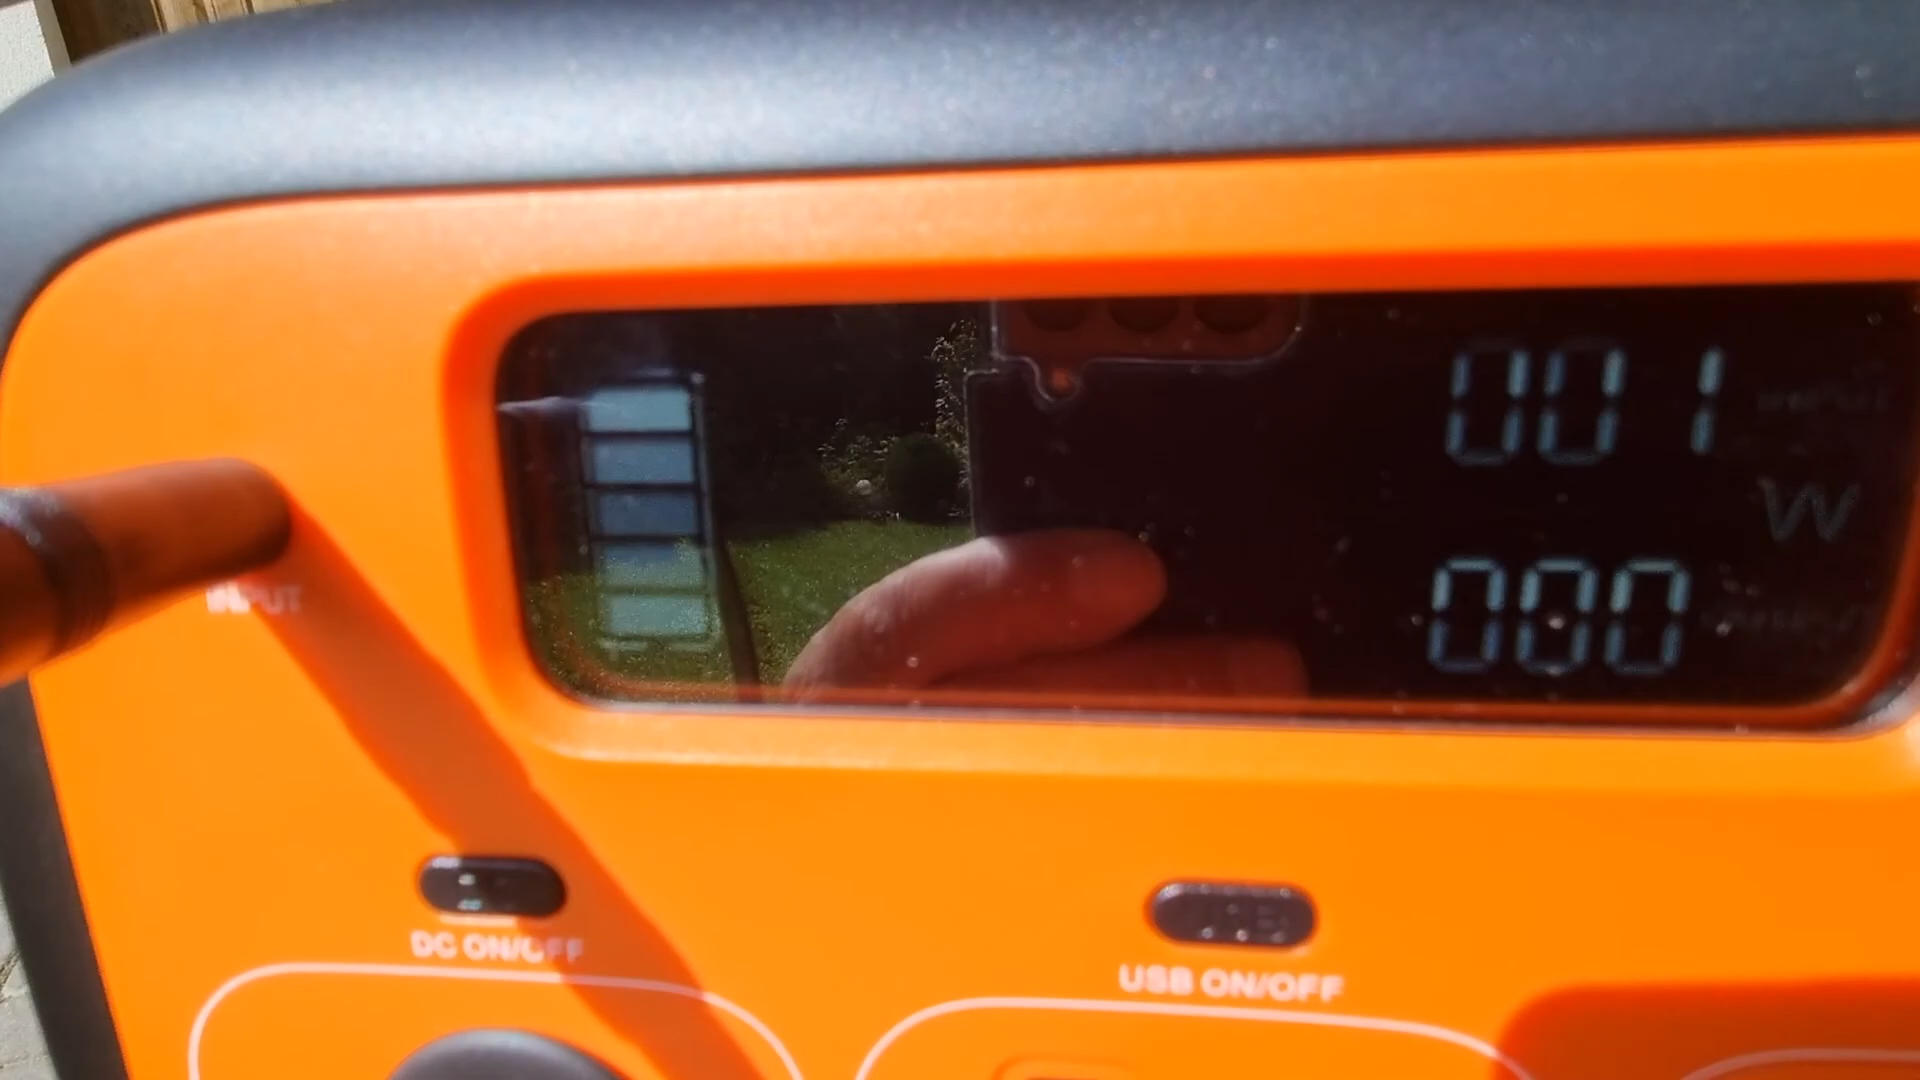 001
W
000
INPUT
DC ON/OFF
USB ON/OFF